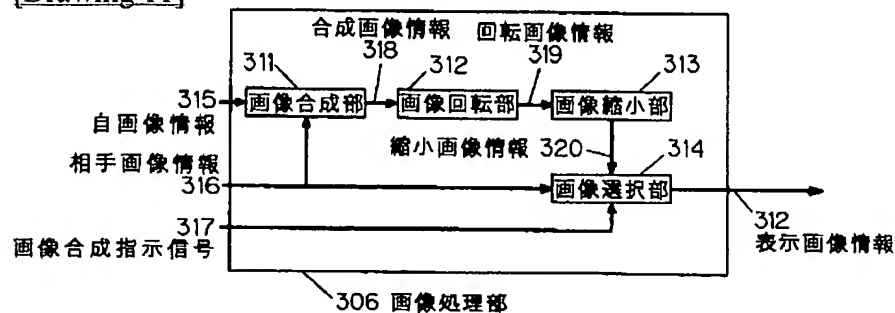 合成画像情報 回転画像情報
311 318 312 319 313
315 画像合成部 画像回転部 画像縮小部
自画像情報
縮小画像情報 320 314
相手画像情報
316 画像選択部
317 312
画像合成指示信号 表示画像情報
306 画像処理部